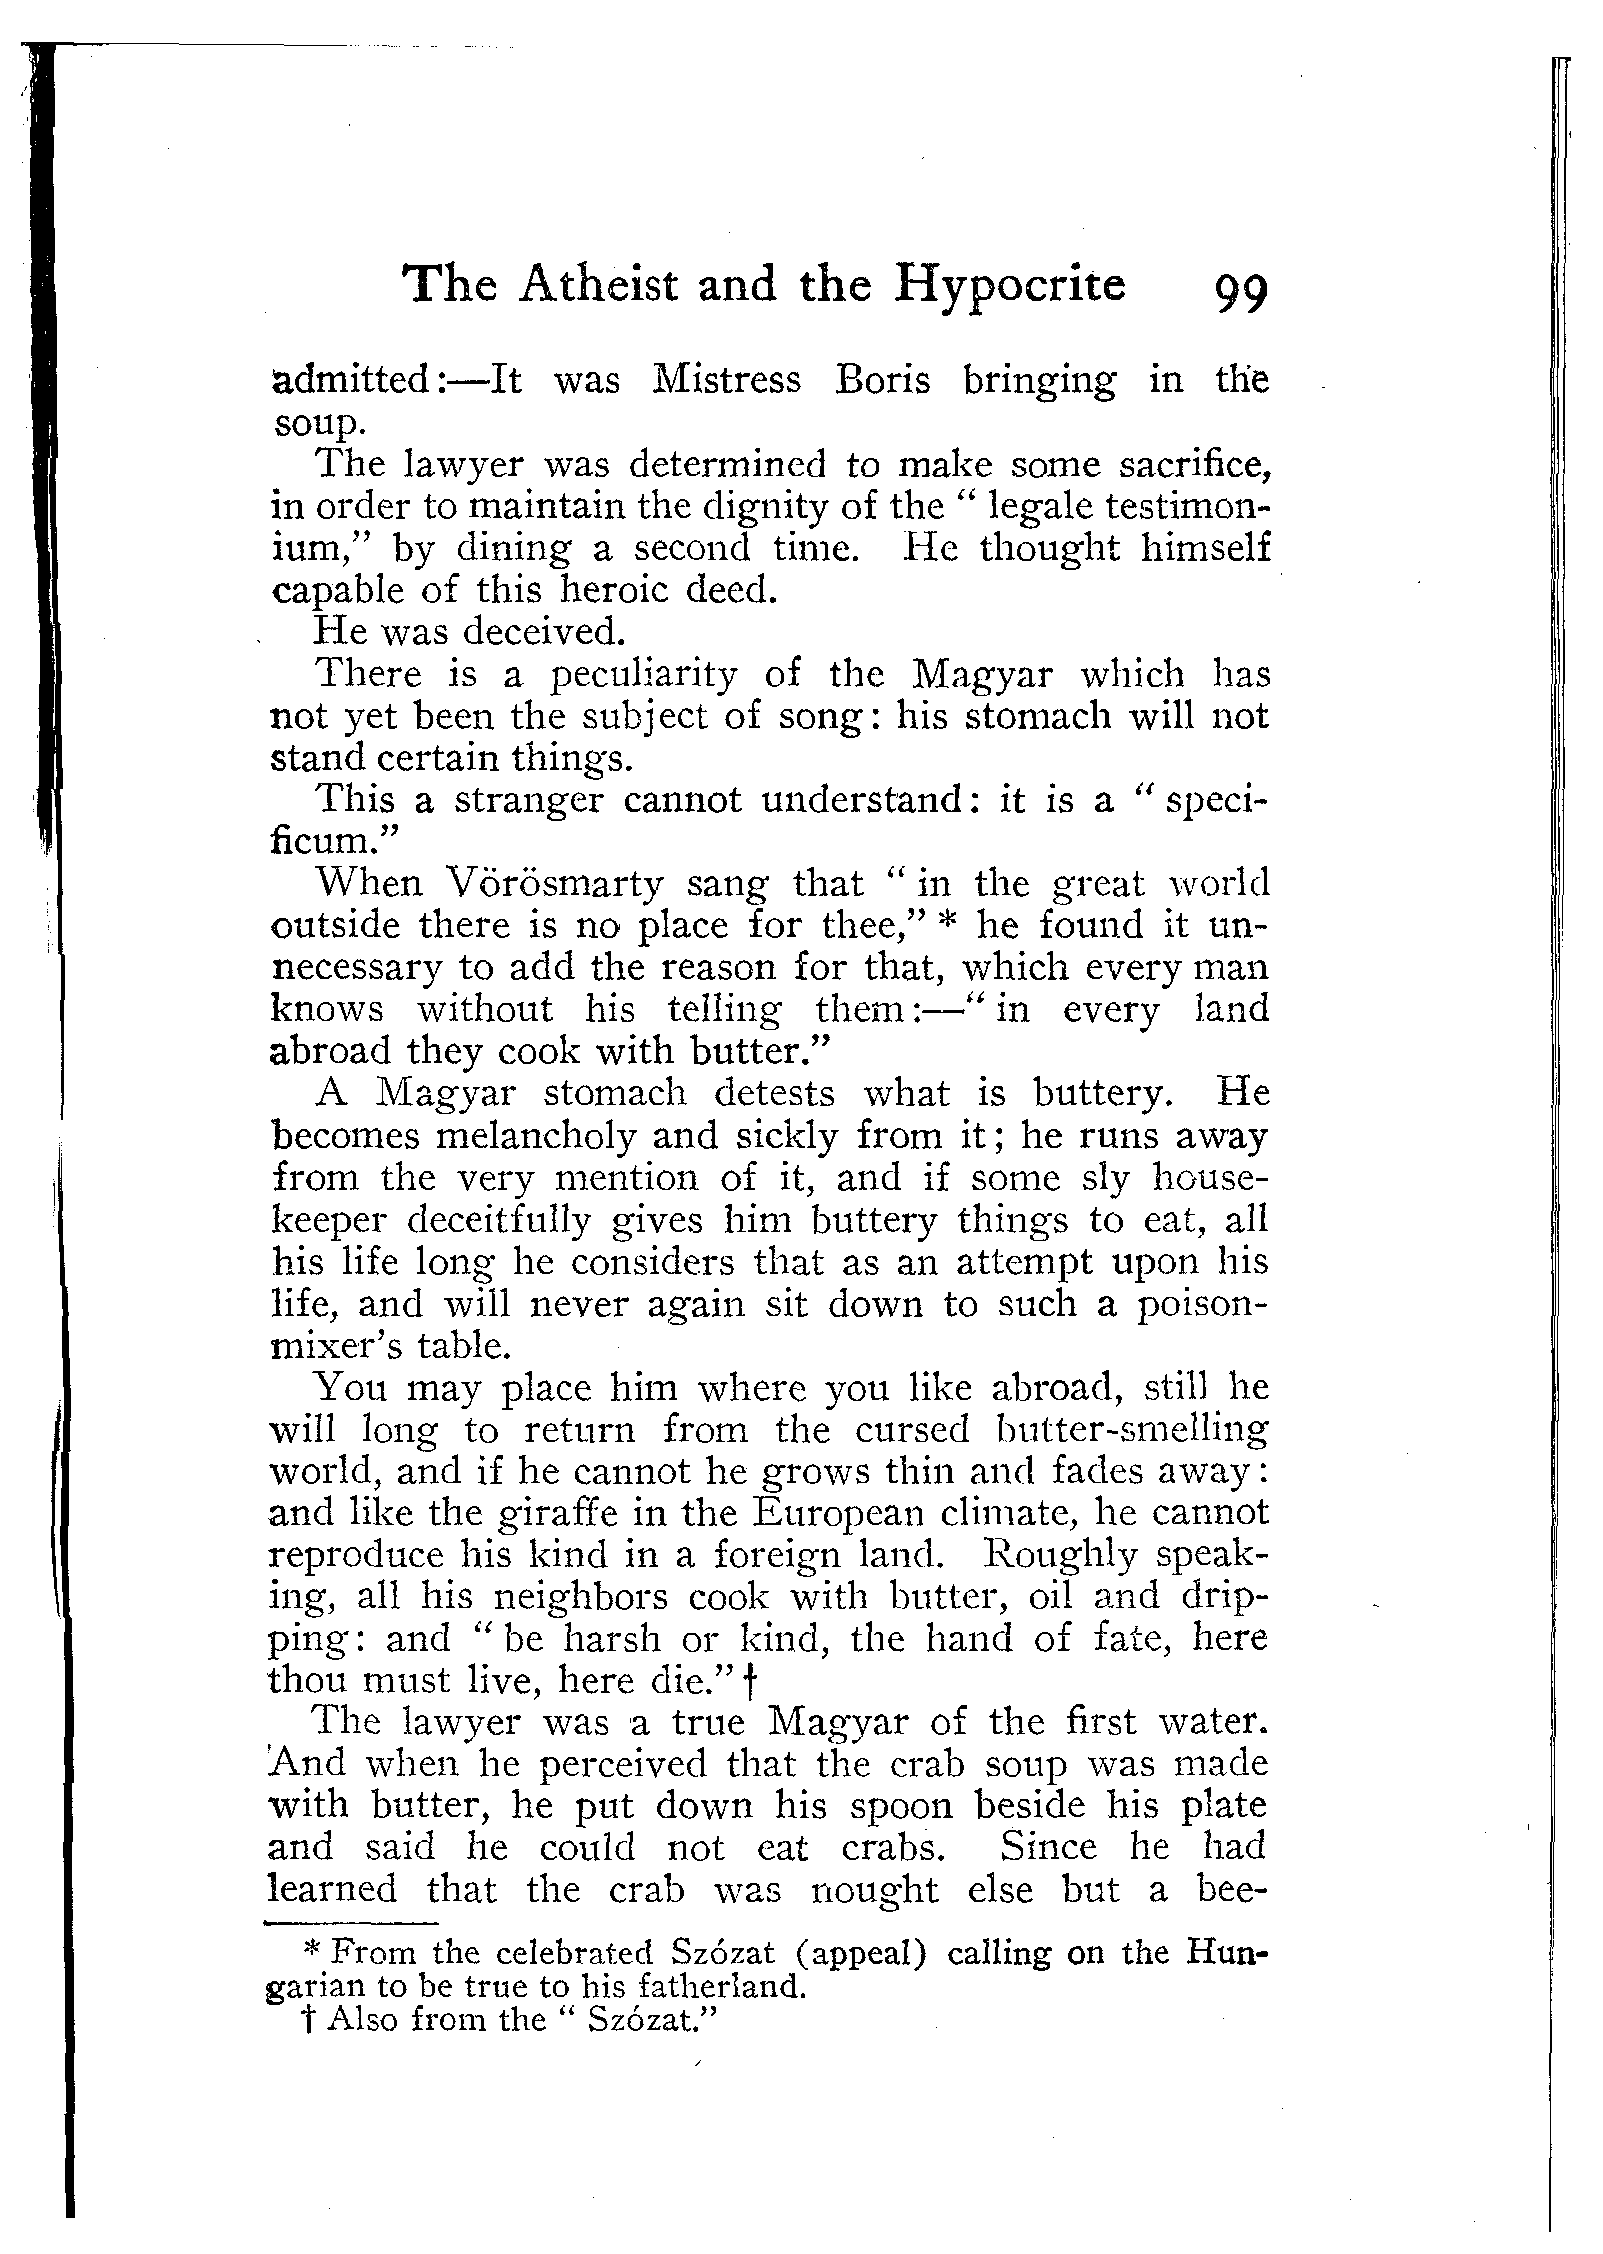 The Atheist and the Hypocrite 99
admitted:—It was Mistress Boris bringing in the
soup.
The lawyer was determined to make some sacrifice,
in order to maintain the dignity of the “ legale testimon-
ium,” by dining a second time. He thought himself
capable of this heroic deed.
He was deceived.
There is a peculiarity of the Magyar which has
not yet been the subject of song: his stomach will not
stand certain things.
This a stranger cannot understand: it is a “ speci-
ficum.”
When Vörösmarty sang that “ in the great world
outside there is no place for thee,” * he found it un-
necessary to add the reason for that, which every man
knows without his telling them:—“ in every land
abroad they cook with butter.”
A Magyar stomach detests what is buttery. He
becomes melancholy and sickly from it; he runs away
from the very mention of it, and if some sly house-
keeper deceitfully gives him buttery things to eat, all
his life long he considers that as an attempt upon his
life, and will never again sit down to such a poison-
mixer's table.
You may place him where you like abroad, still he
will long to return from the cursed butter-smelling
world, and if he cannot he grows thin and fades away:
and like the giraffe in the European climate, he cannot
reproduce his kind in a foreign land. Roughly speak-
ing, all his neighbors cook with butter, oil and drip-
ping: and “ be harsh or kind, the hand of fate, here
thou must live, here die.” †
The lawyer was a true Magyar of the first water.
And when he perceived that the crab soup was made
with butter, he put down his spoon beside his plate
and said he could not eat crabs. Since he had
learned that the crab was nought else but a bee-
* From the celebrated Szózat (appeal) calling on the Hun-
garian to be true to his fatherland.
† Also from the “ Szózat.”